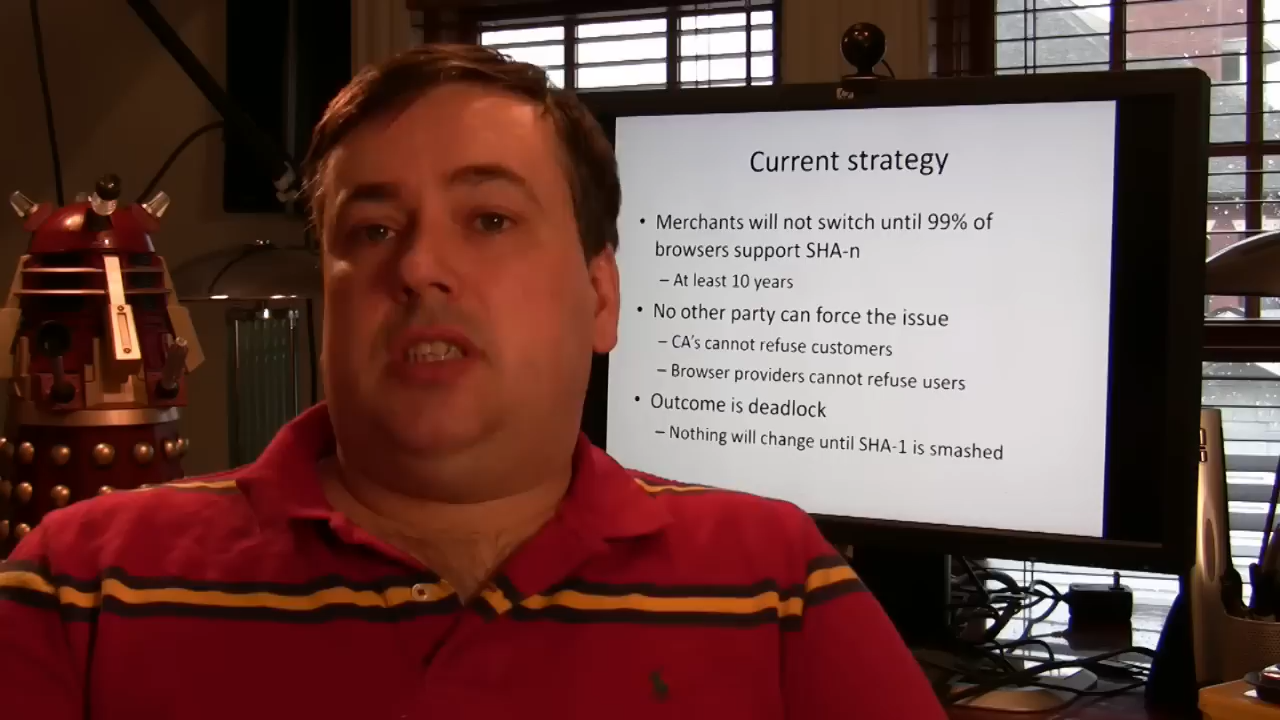 Current strategy
• Merchants will not switch until 99% of
browsers support SHA-n
– At least 10 years
• No other party can force the issue
– CA's cannot refuse customers
– Browser providers cannot refuse users
• Outcome is deadlock
– Nothing will change until SHA-1 is smashed
hp